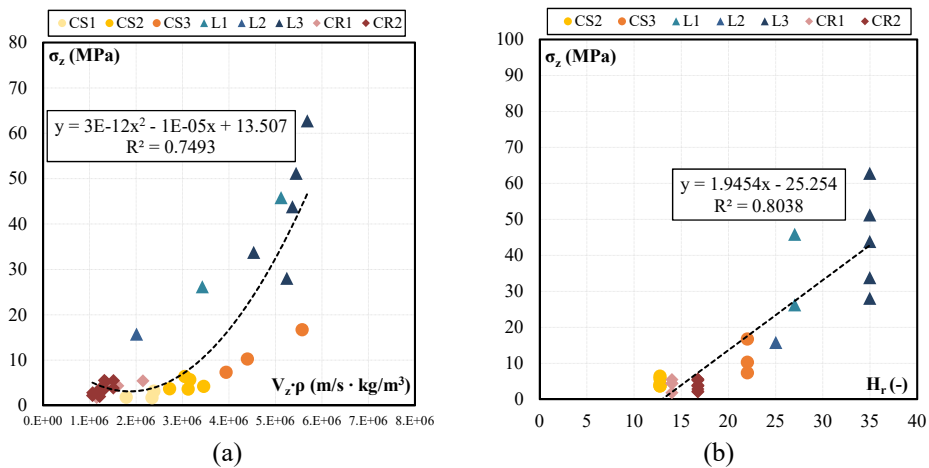 CS1 CS2 CS3 L1 L2 L3 CR1 CR2
80
70
60
50
40
30
20
10
0
σz (MPa)
y = 3E-12x² - 1E-05x + 13.507
R² = 0.7493
Vz·ρ (m/s · kg/m³)
0.E+00 1.E+06 2.E+06 3.E+06 4.E+06 5.E+06 6.E+06 7.E+06 8.E+06
(a)
CS2 CS3 L1 L2 L3 CR1 CR2
100
90
80
70
60
50
40
30
20
10
0
σz (MPa)
y = 1.9454x - 25.254
R² = 0.8038
Hr (-)
0 5 10 15 20 25 30 35 40
(b)